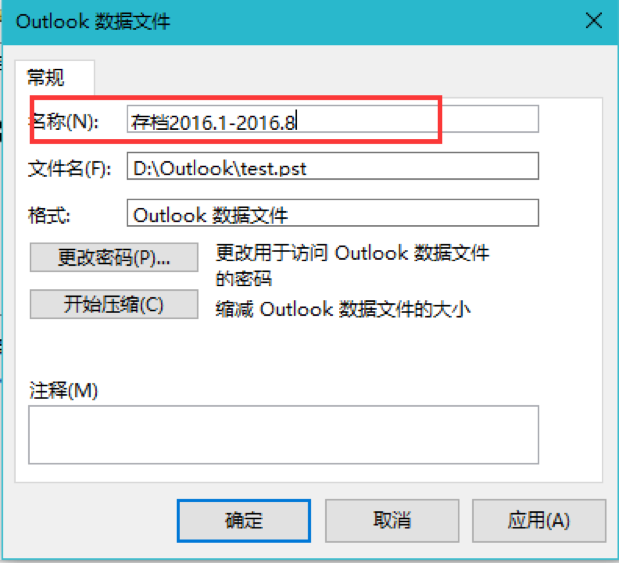 Outlook 数据文件
常规
名称(N):
存档2016.1-2016.8
文件名(F):
D:\Outlook\test.pst
格式:
Outlook 数据文件
更改密码(P)...
更改用于访问 Outlook 数据文件
的密码
开始压缩(C)
缩减 Outlook 数据文件的大小
注释(M)
确定
取消
应用(A)